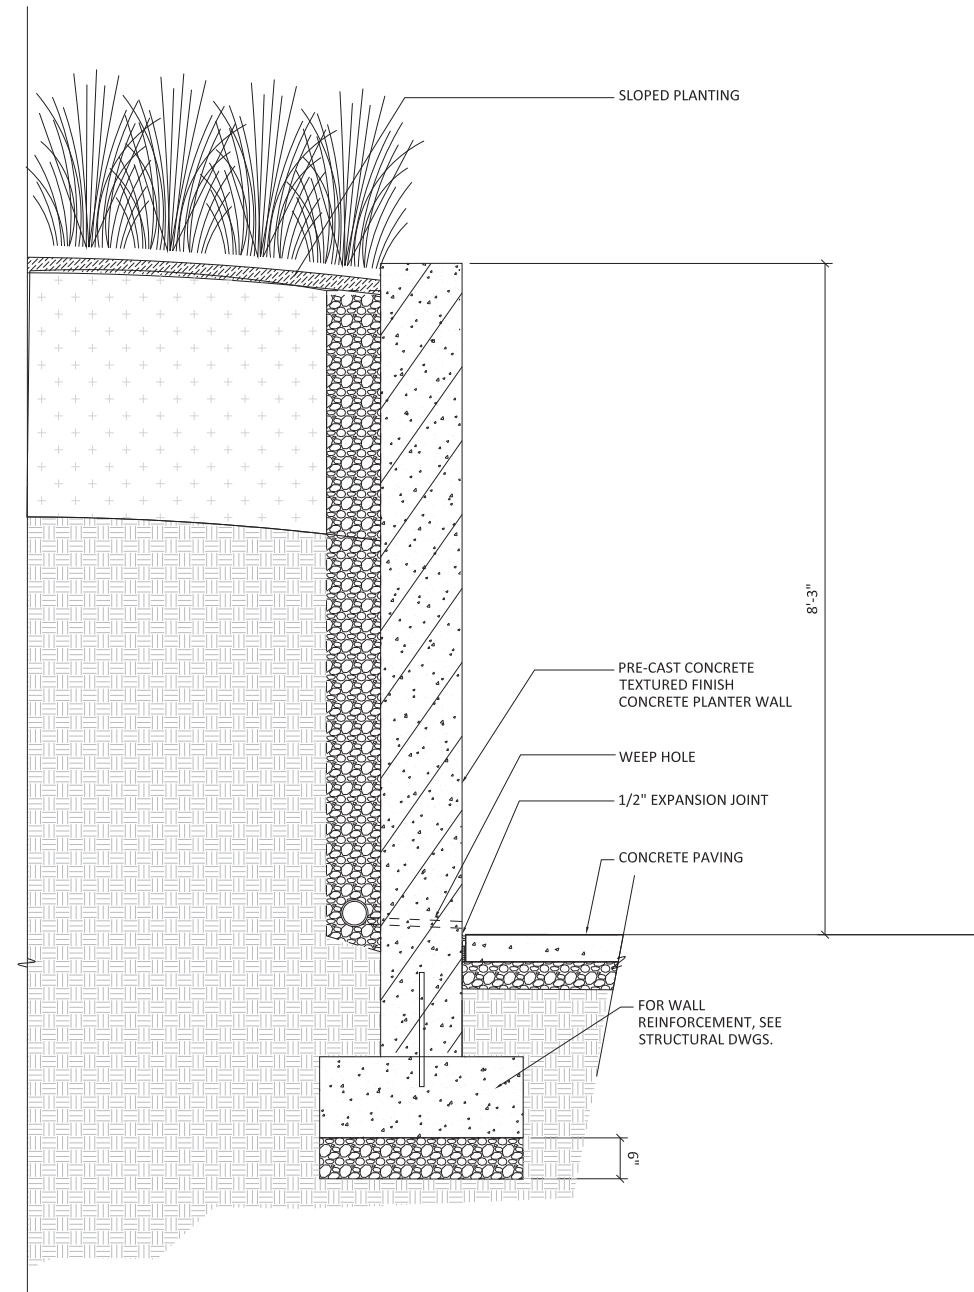 SLOPED PLANTING
8'-3"
PRE-CAST CONCRETE
TEXTURED FINISH
CONCRETE PLANTER WALL
WEEP HOLE
1/2" EXPANSION JOINT
CONCRETE PAVING
FOR WALL
REINFORCEMENT, SEE
STRUCTURAL DWGS.
6"